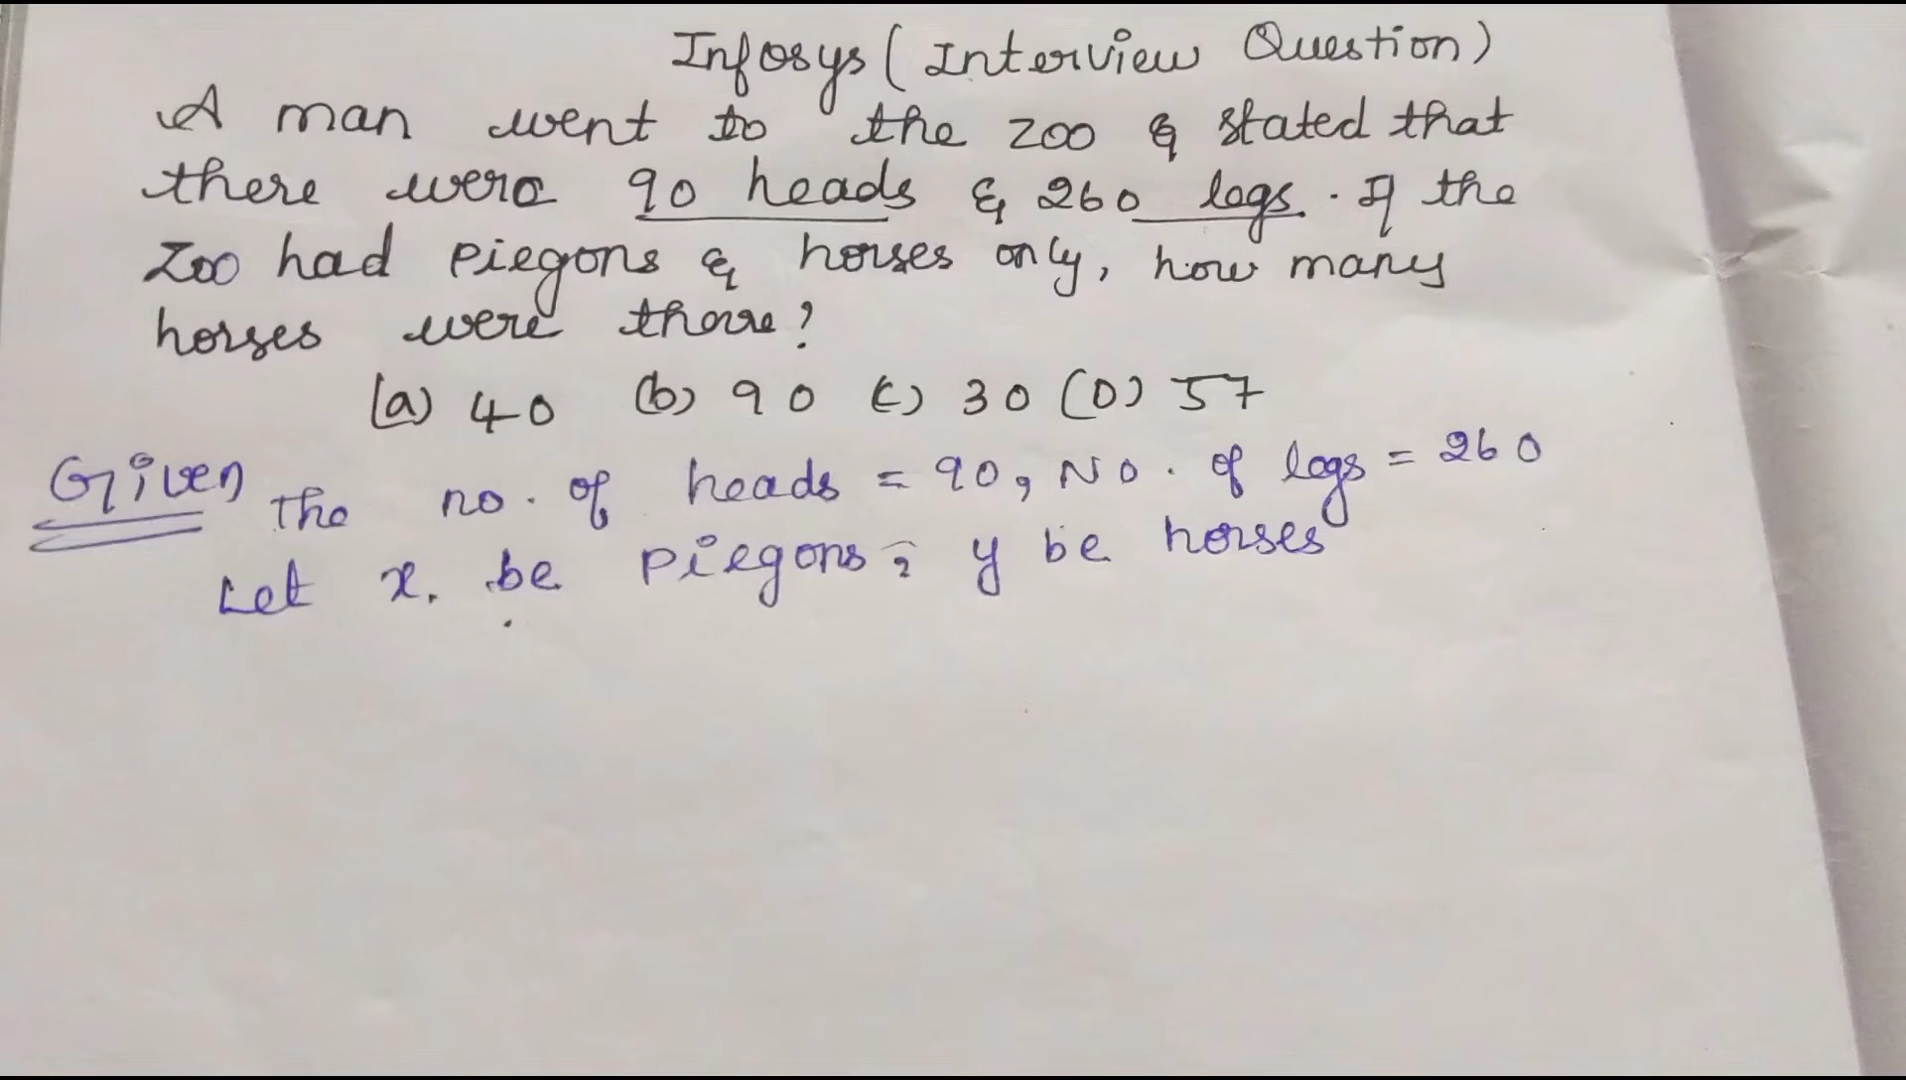 Infosys (Interview Question)
A man went to the zoo & stated that
there were 90 heads & 260 legs. If the
Zoo had Piegons & horses only, how many
horses were there?
(a) 40 (b) 90 (c) 30 (D) 57
Given The no. of heads = 90, No. of legs = 260
Let x be Piegons, y be horses